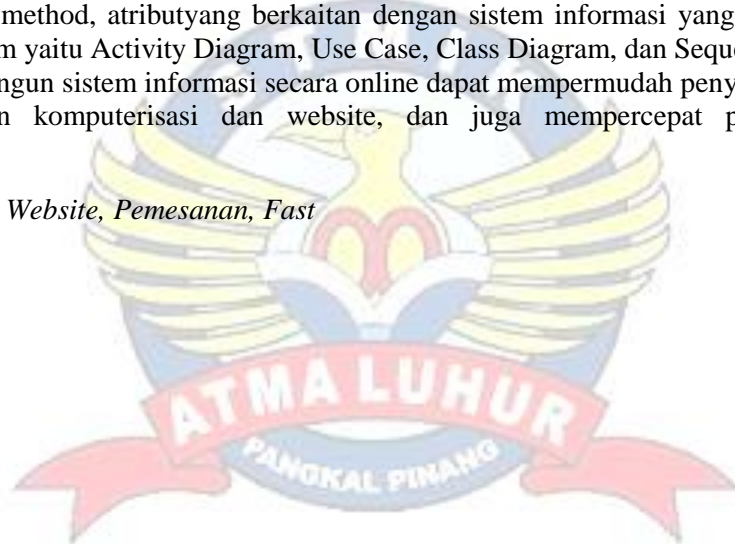 method, atributyang berkaitan dengan sistem informasi yang
m yaitu Activity Diagram, Use Case, Class Diagram, dan Seque
ngun sistem informasi secara online dapat mempermudah peny
n komputerisasi dan website, dan juga mempercepat p
Website, Pemesanan, Fast
ATMA LUHUR
PANGKAL PINANG